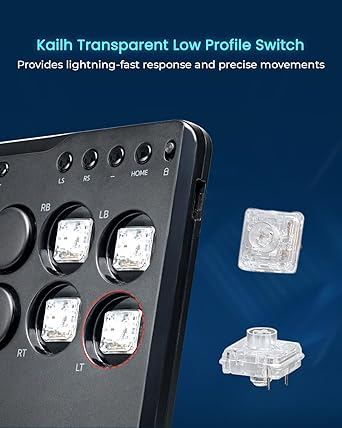 Kailh Transparent Low Profile Switch
Provides lightning-fast response and precise movements
LS RS – HOME
RB LB
RT LT